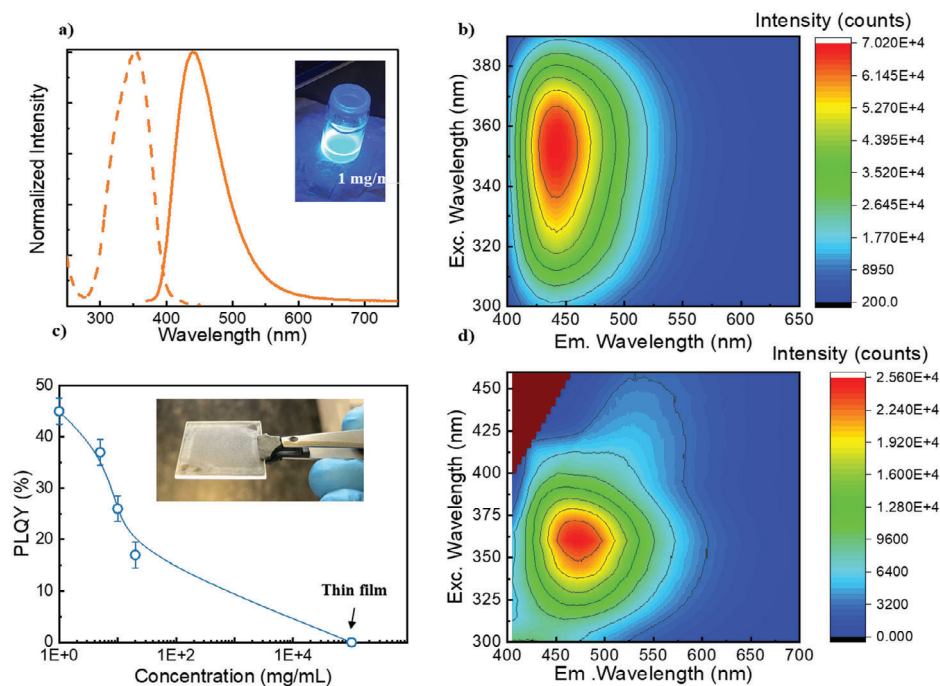 a)
Normalized Intensity
1 mg/m
300 400 500 600 700
Wavelength (nm)
b)
Intensity (counts)
7.020E+4
6.145E+4
5.270E+4
4.395E+4
3.520E+4
2.645E+4
1.770E+4
8950
200.0
Exc. Wavelength (nm)
380
360
340
320
300
400 450 500 550 600 650
Em. Wavelength (nm)
c)
PLQY (%)
50
40
30
20
10
0
Thin film
1E+0 1E+2 1E+4
Concentration (mg/mL)
d)
Intensity (counts)
2.560E+4
2.240E+4
1.920E+4
1.600E+4
1.280E+4
9600
6400
3200
0.000
Exc. Wavelength (nm)
450
425
400
375
350
325
300
400 450 500 550 600 650
Em .Wavelength (nm)